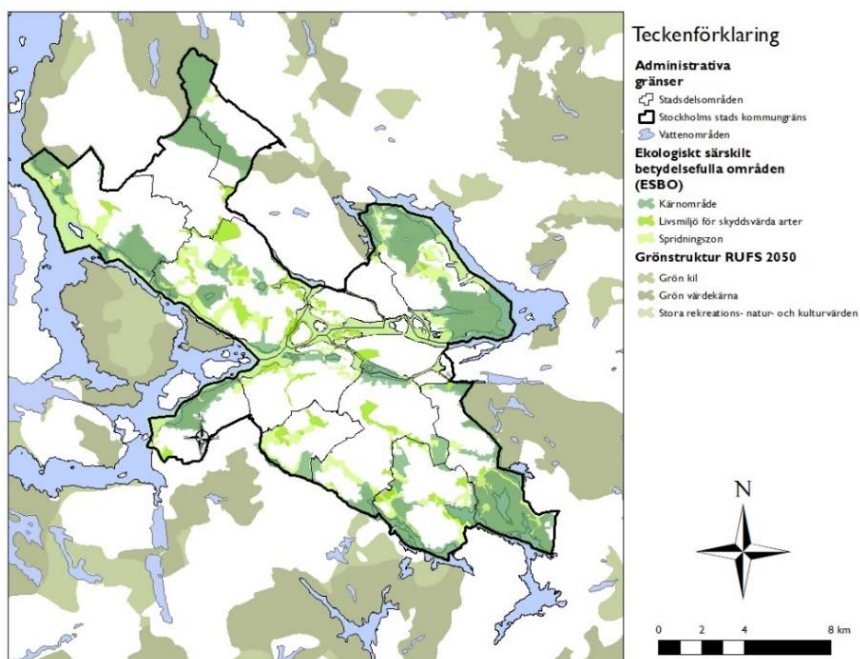 Teckenförklaring
Administrativa
gränser
Stadsdelsområden
Stockholms stads kommungräns
Vattenområden
Ekologiskt särskilt
betydelsefulla områden
(ESBO)
Kärnområde
Livsmiljö för skyddsvärda arter
Spridningszon
Grönstruktur RUFS 2050
Grön kil
Grön värdekärna
Stora rekreations- natur- och kulturvärden
N
0 2 4 8 km